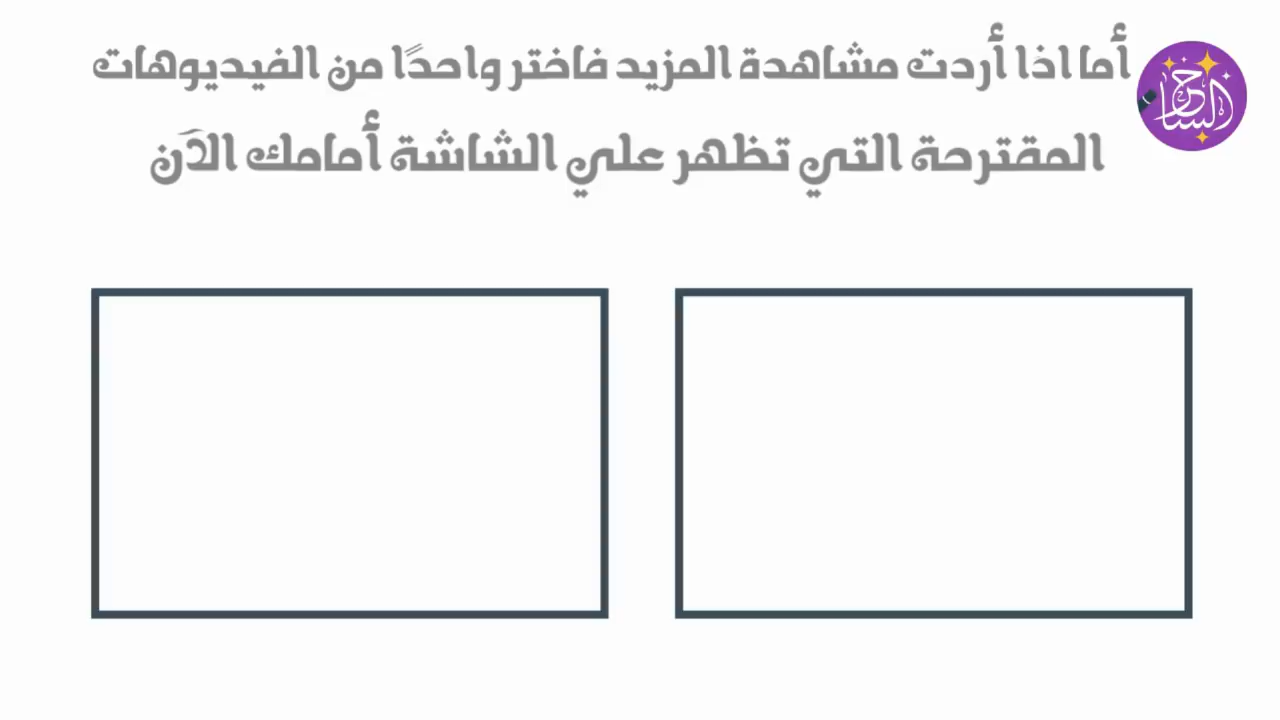 أما اذا أردت مشاهدة المزيد فاختر واحدًا من الفيديوهات
المقترحة التي تظهر علي الشاشة أمامك الآن
الساحر